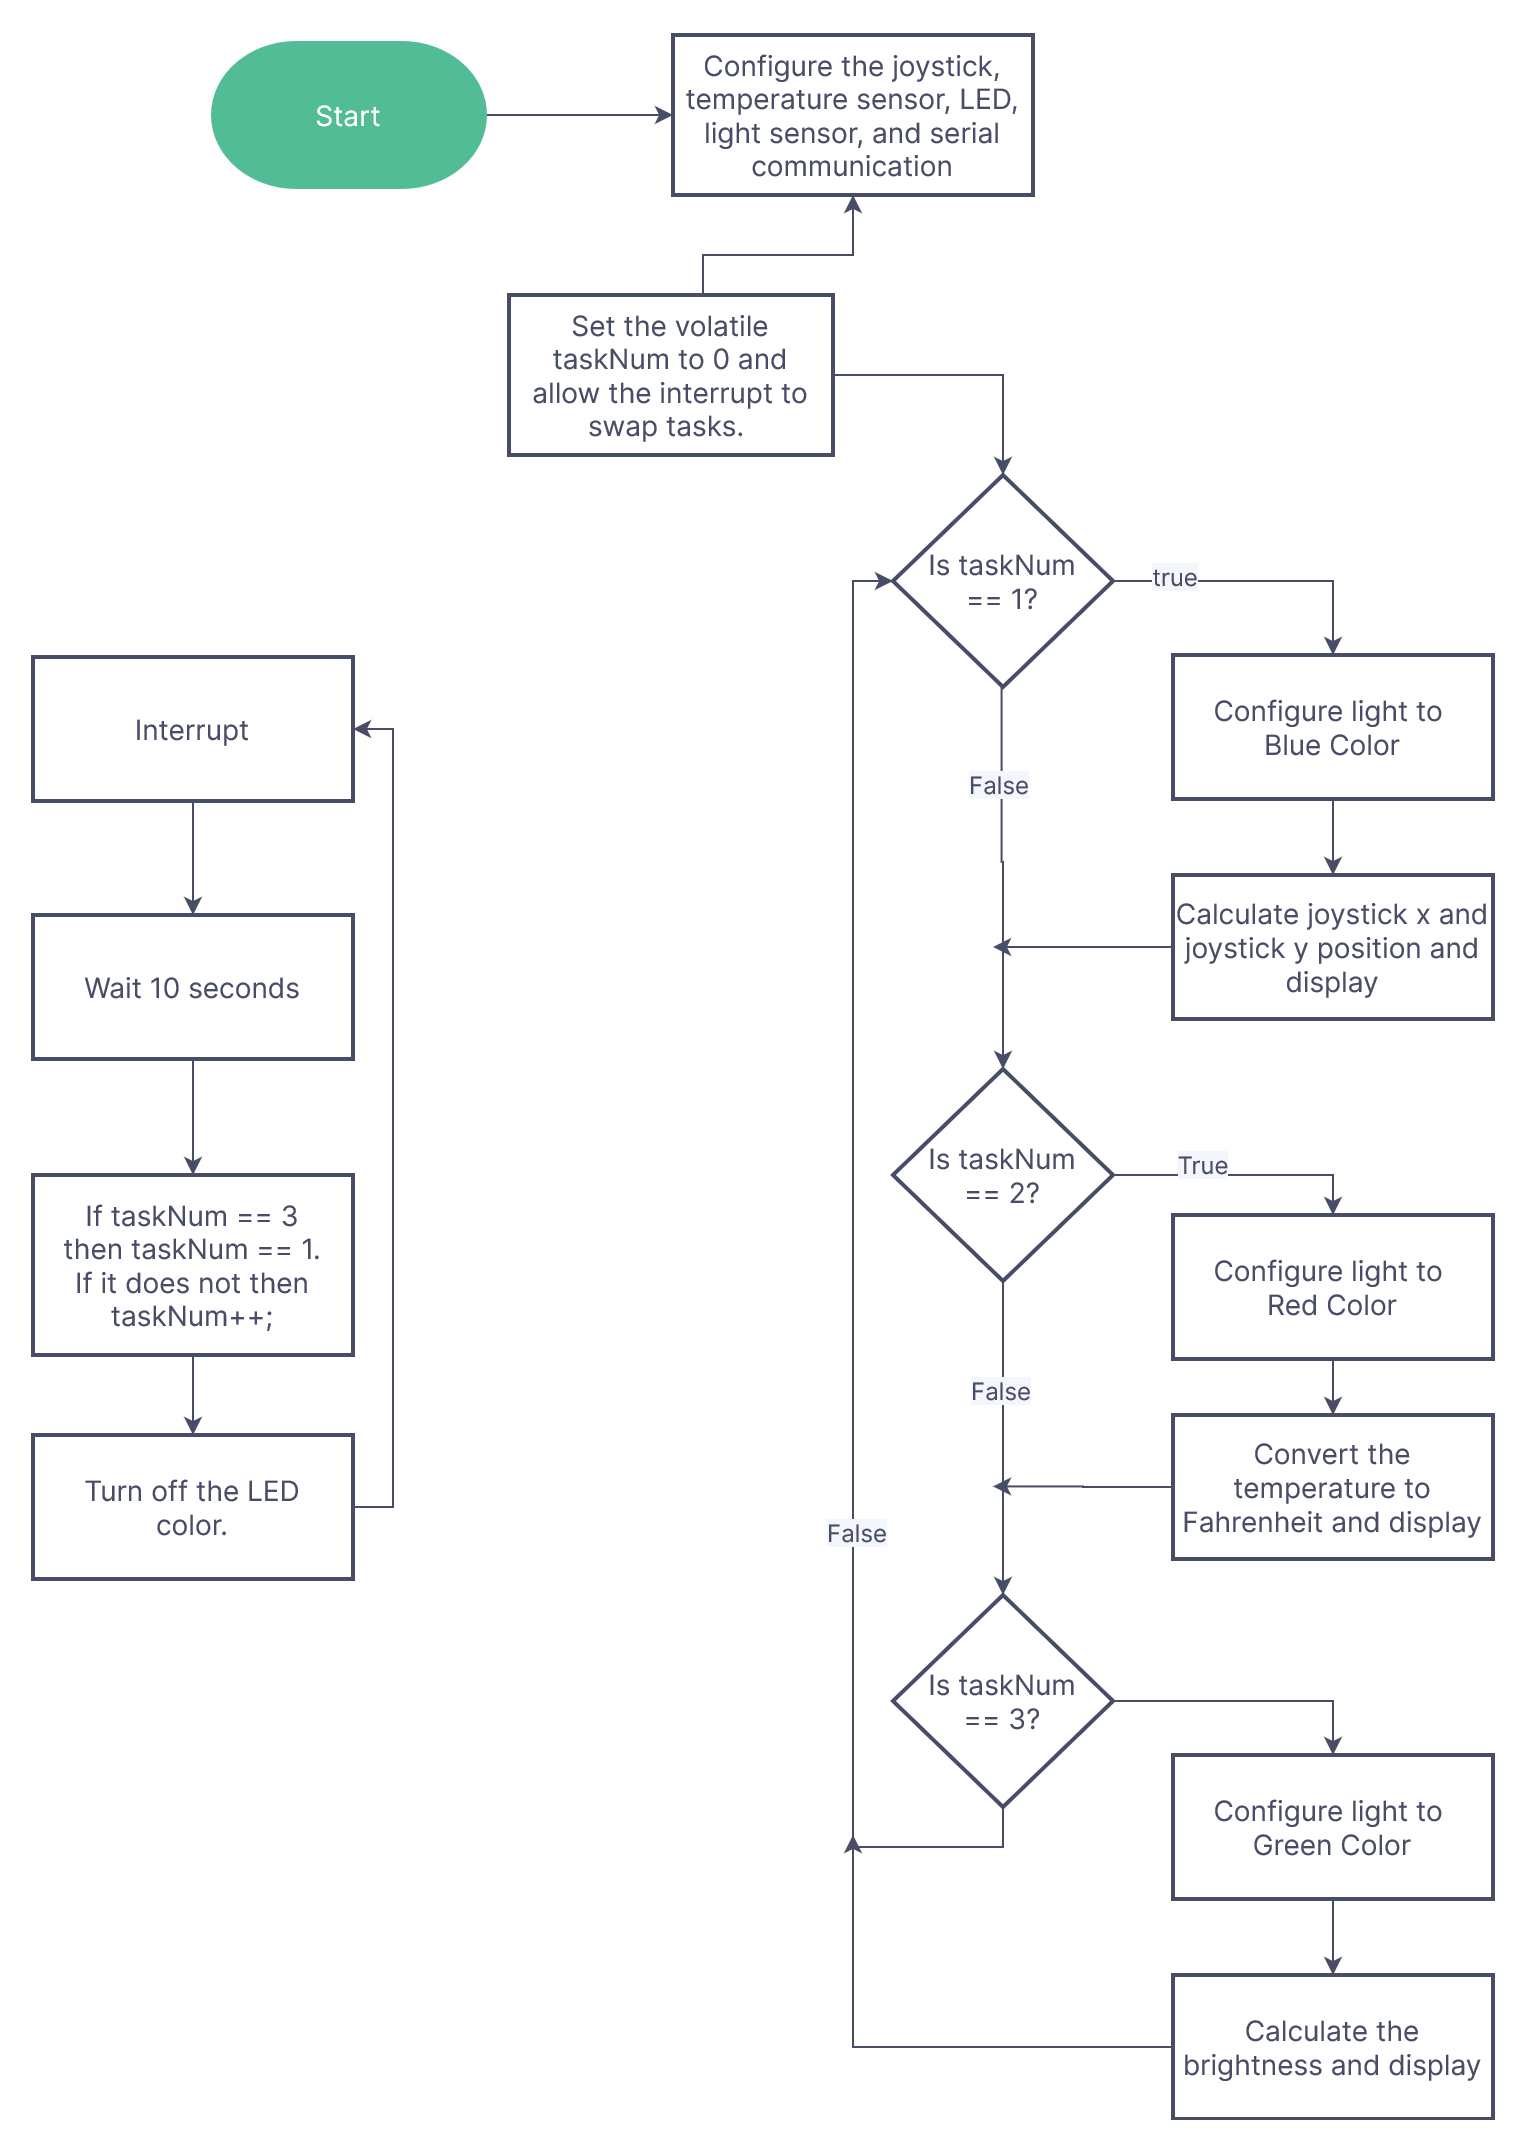 Start
Configure the joystick,
temperature sensor, LED,
light sensor, and serial
communication
Set the volatile
taskNum to 0 and
allow the interrupt to
swap tasks.
Is taskNum
== 1?
true
Configure light to
Blue Color
False
Calculate joystick x and
joystick y position and
display
Interrupt
Wait 10 seconds
If taskNum == 3
then taskNum == 1.
If it does not then
taskNum++;
Turn off the LED
color.
Is taskNum
== 2?
True
Configure light to
Red Color
False
Convert the
temperature to
Fahrenheit and display
False
Is taskNum
== 3?
Configure light to
Green Color
Calculate the
brightness and display